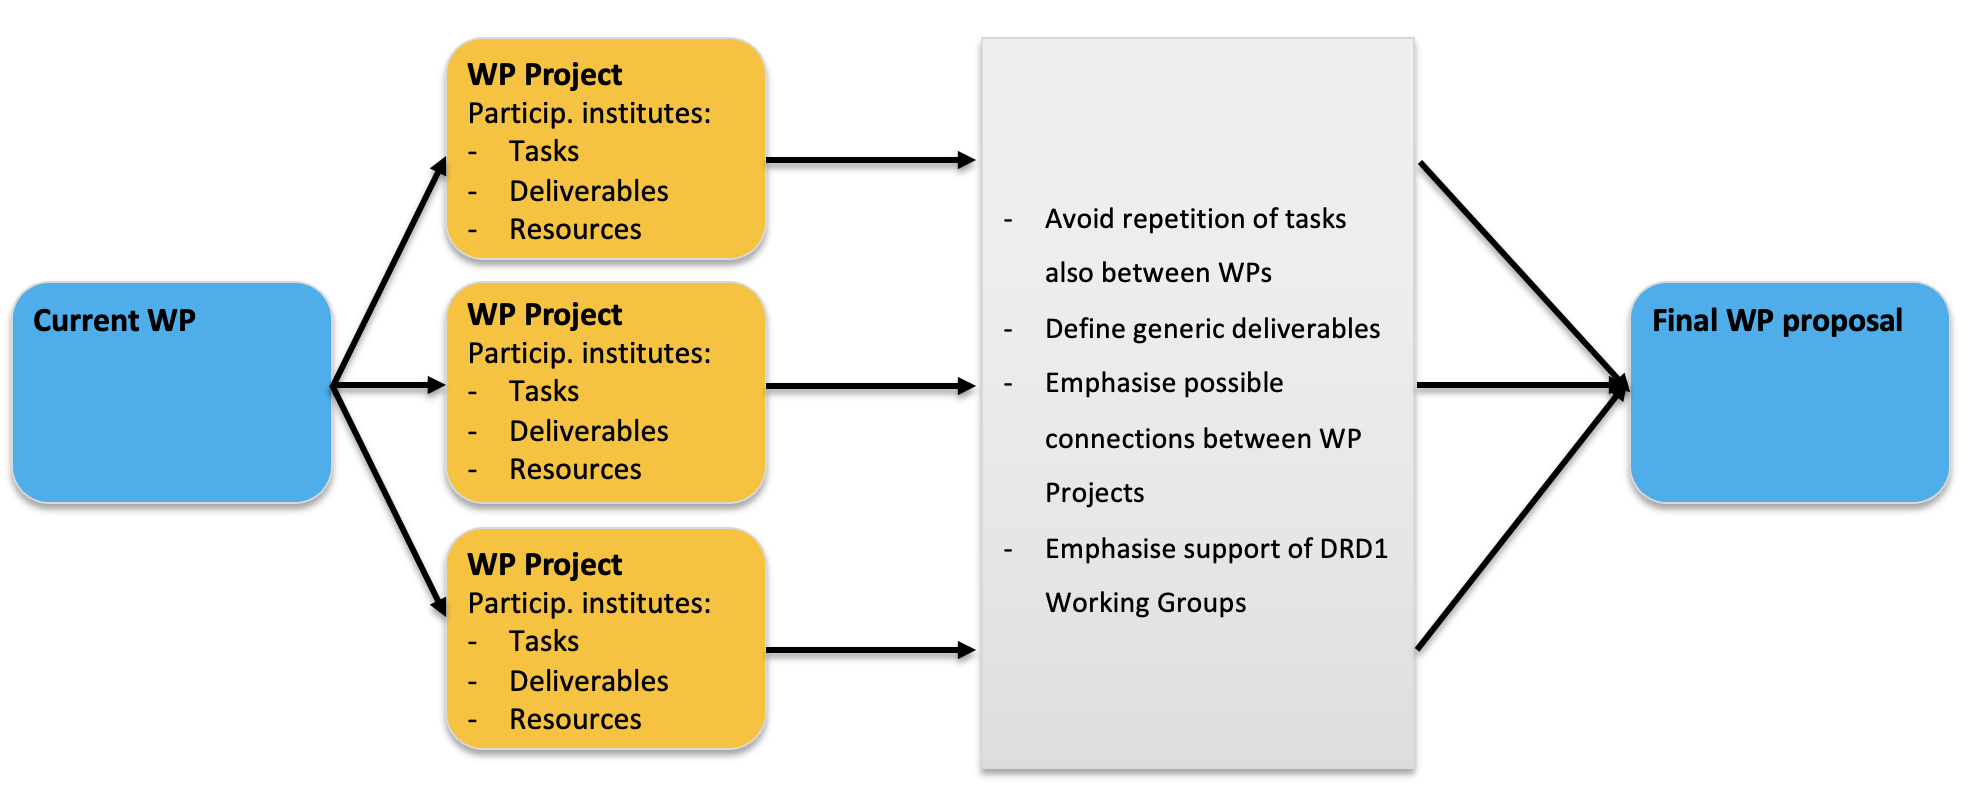 Current WP
WP Project
Particip. institutes:
- Tasks
- Deliverables
- Resources
WP Project
Particip. institutes:
- Tasks
- Deliverables
- Resources
WP Project
Particip. institutes:
- Tasks
- Deliverables
- Resources
- Avoid repetition of tasks
also between WPs
- Define generic deliverables
- Emphasise possible
connections between WP
Projects
- Emphasise support of DRD1
Working Groups
Final WP proposal